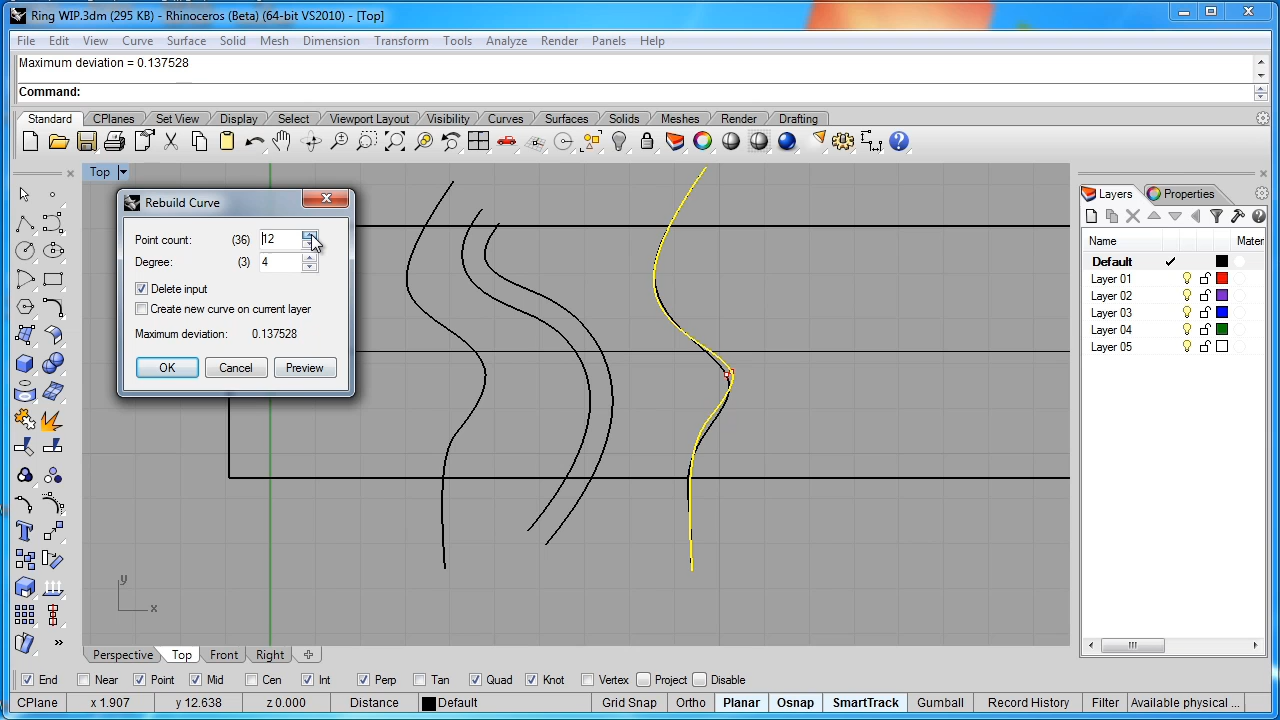 Ring WIP.3dm (295 KB) - Rhinoceros (Beta) (64-bit VS2010) - [Top]
File Edit View Curve Surface Solid Mesh Dimension Transform Tools Analyze Render Panels Help
Maximum deviation = 0.137528
Command:
Standard CPlanes Set View Display Select Viewport Layout Visibility Curves Surfaces Solids Meshes Render Drafting
Top
Rebuild Curve
Point count: (36) 12
Degree: (3) 4
Delete input
Create new curve on current layer
Maximum deviation: 0.137528
OK Cancel Preview
y
x
Layers Properties
Name Mater
Default
Layer 01
Layer 02
Layer 03
Layer 04
Layer 05
Perspective Top Front Right
End Near Point Mid Cen Int Perp Tan Quad Knot Vertex Project Disable
CPlane x 1.907 y 12.638 z 0.000 Distance Default Grid Snap Ortho Planar Osnap SmartTrack Gumball Record History Filter Available physical ...